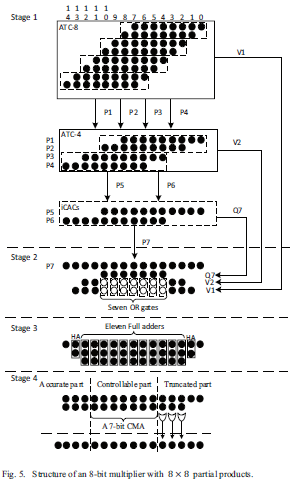 Stage 1
1 1 1 1 1
4 3 2 1 0 9 8 7 6 5 4 3 2 1 0
ATC-8
V1
P1 P2 P3 P4
ATC-4
P1
P2
P3
P4
V2
P5 P6
iCACs
P5
P6
Q7
P7
Stage 2
P7
Q7
V2
V1
Seven OR gates
Stage 3
Eleven Full adders
HA HA
Stage 4
Accurate part Controllable part Truncated part
A 7-bit CMA
Fig. 5. Structure of an 8-bit multiplier with 8 × 8 partial products.